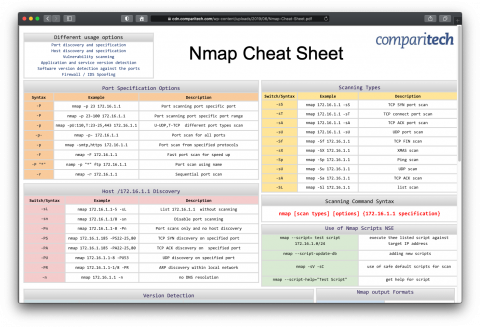 cdn.comparitech.com/wp-content/uploads/2019/06/Nmap-Cheat-Sheet.pdf
Different usage options
Port discovery and specification
Host discovery and specification
Vulnerability scanning
Application and service version detection
Software version detection against the ports
Firewall / IDS Spoofing
Nmap Cheat Sheet
comparitech
Port Specification Options
Syntax Example Description
-P nmap -p 23 172.16.1.1 Port scanning port specific port
-P nmap -p 23-100 172.16.1.1 Port scanning port specific port range
-p nmap -pU:110,T:23-25,443 172.16.1.1 U-UDP,T-TCP different port types scan
-p- nmap -p- 172.16.1.1 Port scan for all ports
-p nmap -smtp,https 172.16.1.1 Port scan from specified protocols
-F nmap -F 172.16.1.1 Fast port scan for speed up
-P "*" namp -p "*" ftp 172.16.1.1 Port scan using name
-r nmap -r 172.16.1.1 Sequential port scan
Host /172.16.1.1 Discovery
Switch/Syntax Example Description
-sL nmap 172.16.1.1-5 -sL List 172.16.1.1 without scanning
-sn nmap 172.16.1.1/8 -sn Disable port scanning
-Pn nmap 172.16.1.1-8 -Pn Port scans only and no host discovery
-PS nmap 172.16.1.185 -PS22-25,80 TCP SYN discovery on specified port
-PA nmap 172.16.1.185 -PA22-25,80 TCP ACK discovery on specified port
-PU nmap 172.16.1.1-8 -PU53 UDP discovery on specified port
-PR nmap 172.16.1.1-1/8 -PR ARP discovery within local network
-n nmap 172.16.1.1 -n no DNS resolution
Version Detection
Scanning Types
Switch/Syntax Example Description
-sS nmap 172.16.1.1 -sS TCP SYN port scan
-sT nmap 172.16.1.1 -sT TCP connect port scan
-sA nmap 172.16.1.1 -sA TCP ACK port scan
-sU nmap 172.16.1.1 -sU UDP port scan
-Sf nmap -Sf 172.16.1.1 TCP FIN scan
-sX nmap -SX 172.16.1.1 XMAS scan
-Sp nmap -Sp 172.16.1.1 Ping scan
-sU nmap -Su 172.16.1.1 UDP scan
-sA nmap -Sa 172.16.1.1 TCP ACK scan
-SL nmap -Sl 172.16.1.1 list scan
Scanning Command Syntax
nmap [scan types] [options] {172.16.1.1 specification}
Use of Nmap Scripts NSE
nmap --script= test script 172.16.1.0/24 execute thee listed script against target IP address
nmap --script-update-db adding new scripts
nmap -sV -sC use of safe default scripts for scan
nmap --script-help="Test Script" get help for script
Nmap output Formats